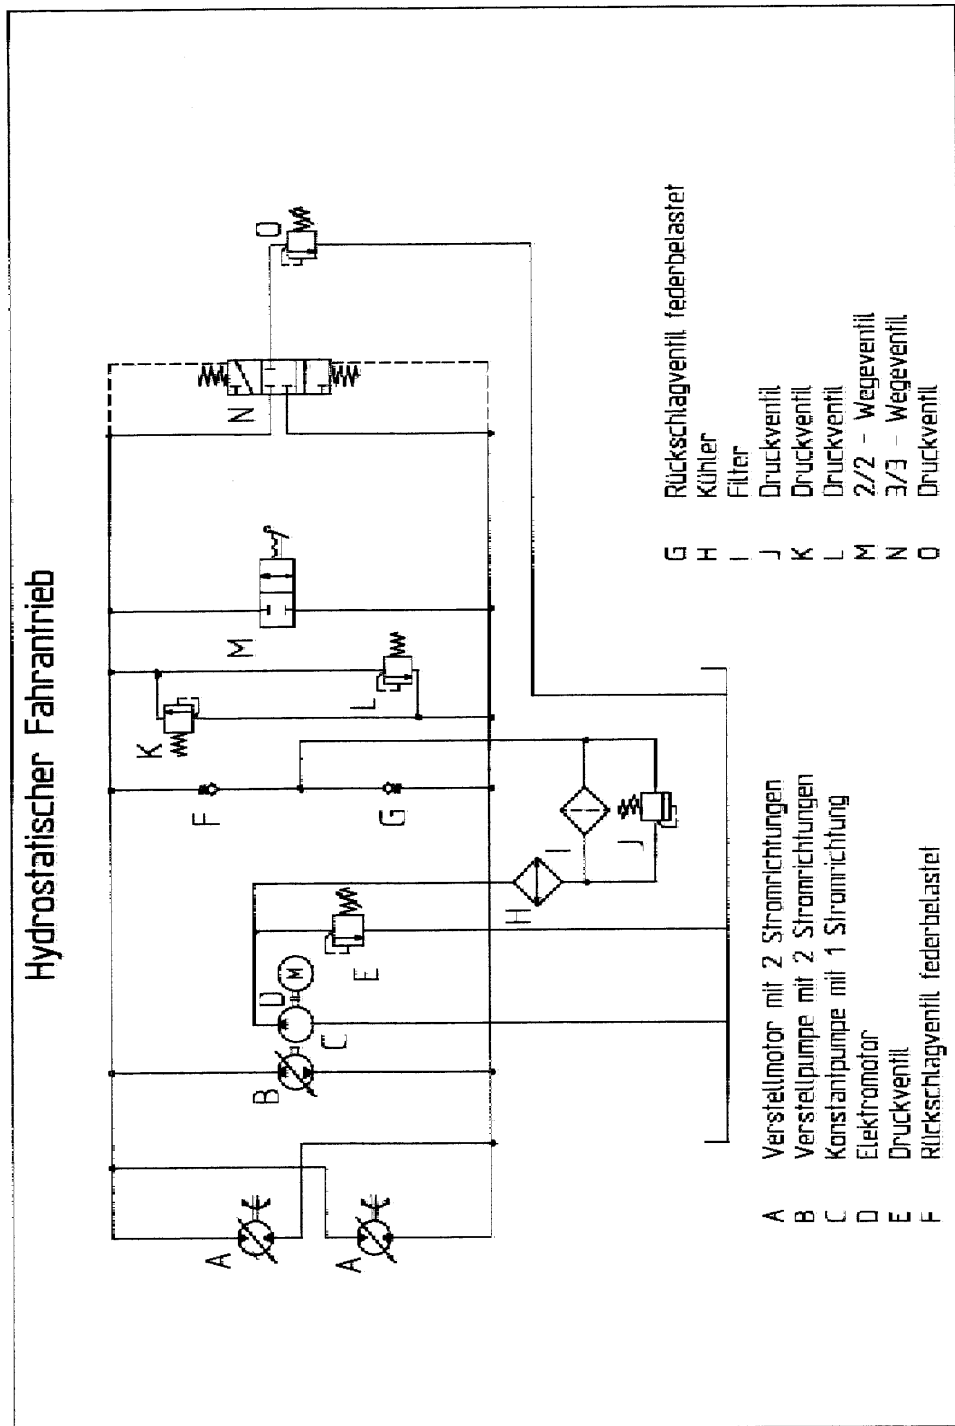 Hydrostatischer Fahrantrieb
A
A
B
C
D
M
E
F
G
H
I
J
K
L
M
N
O
A Verstellmotor mit 2 Stromrichtungen
B Verstellpumpe mit 2 Stromrichtungen
C Konstantpumpe mit 1 Stromrichtung
D Elektromotor
E Druckventil
F Rückschlagventil federbelastet
G Rückschlagventil federbelastet
H Kühler
I Filter
J Druckventil
K Druckventil
L Druckventil
M 2/2 - Wegeventil
N 3/3 - Wegeventil
O Druckventil